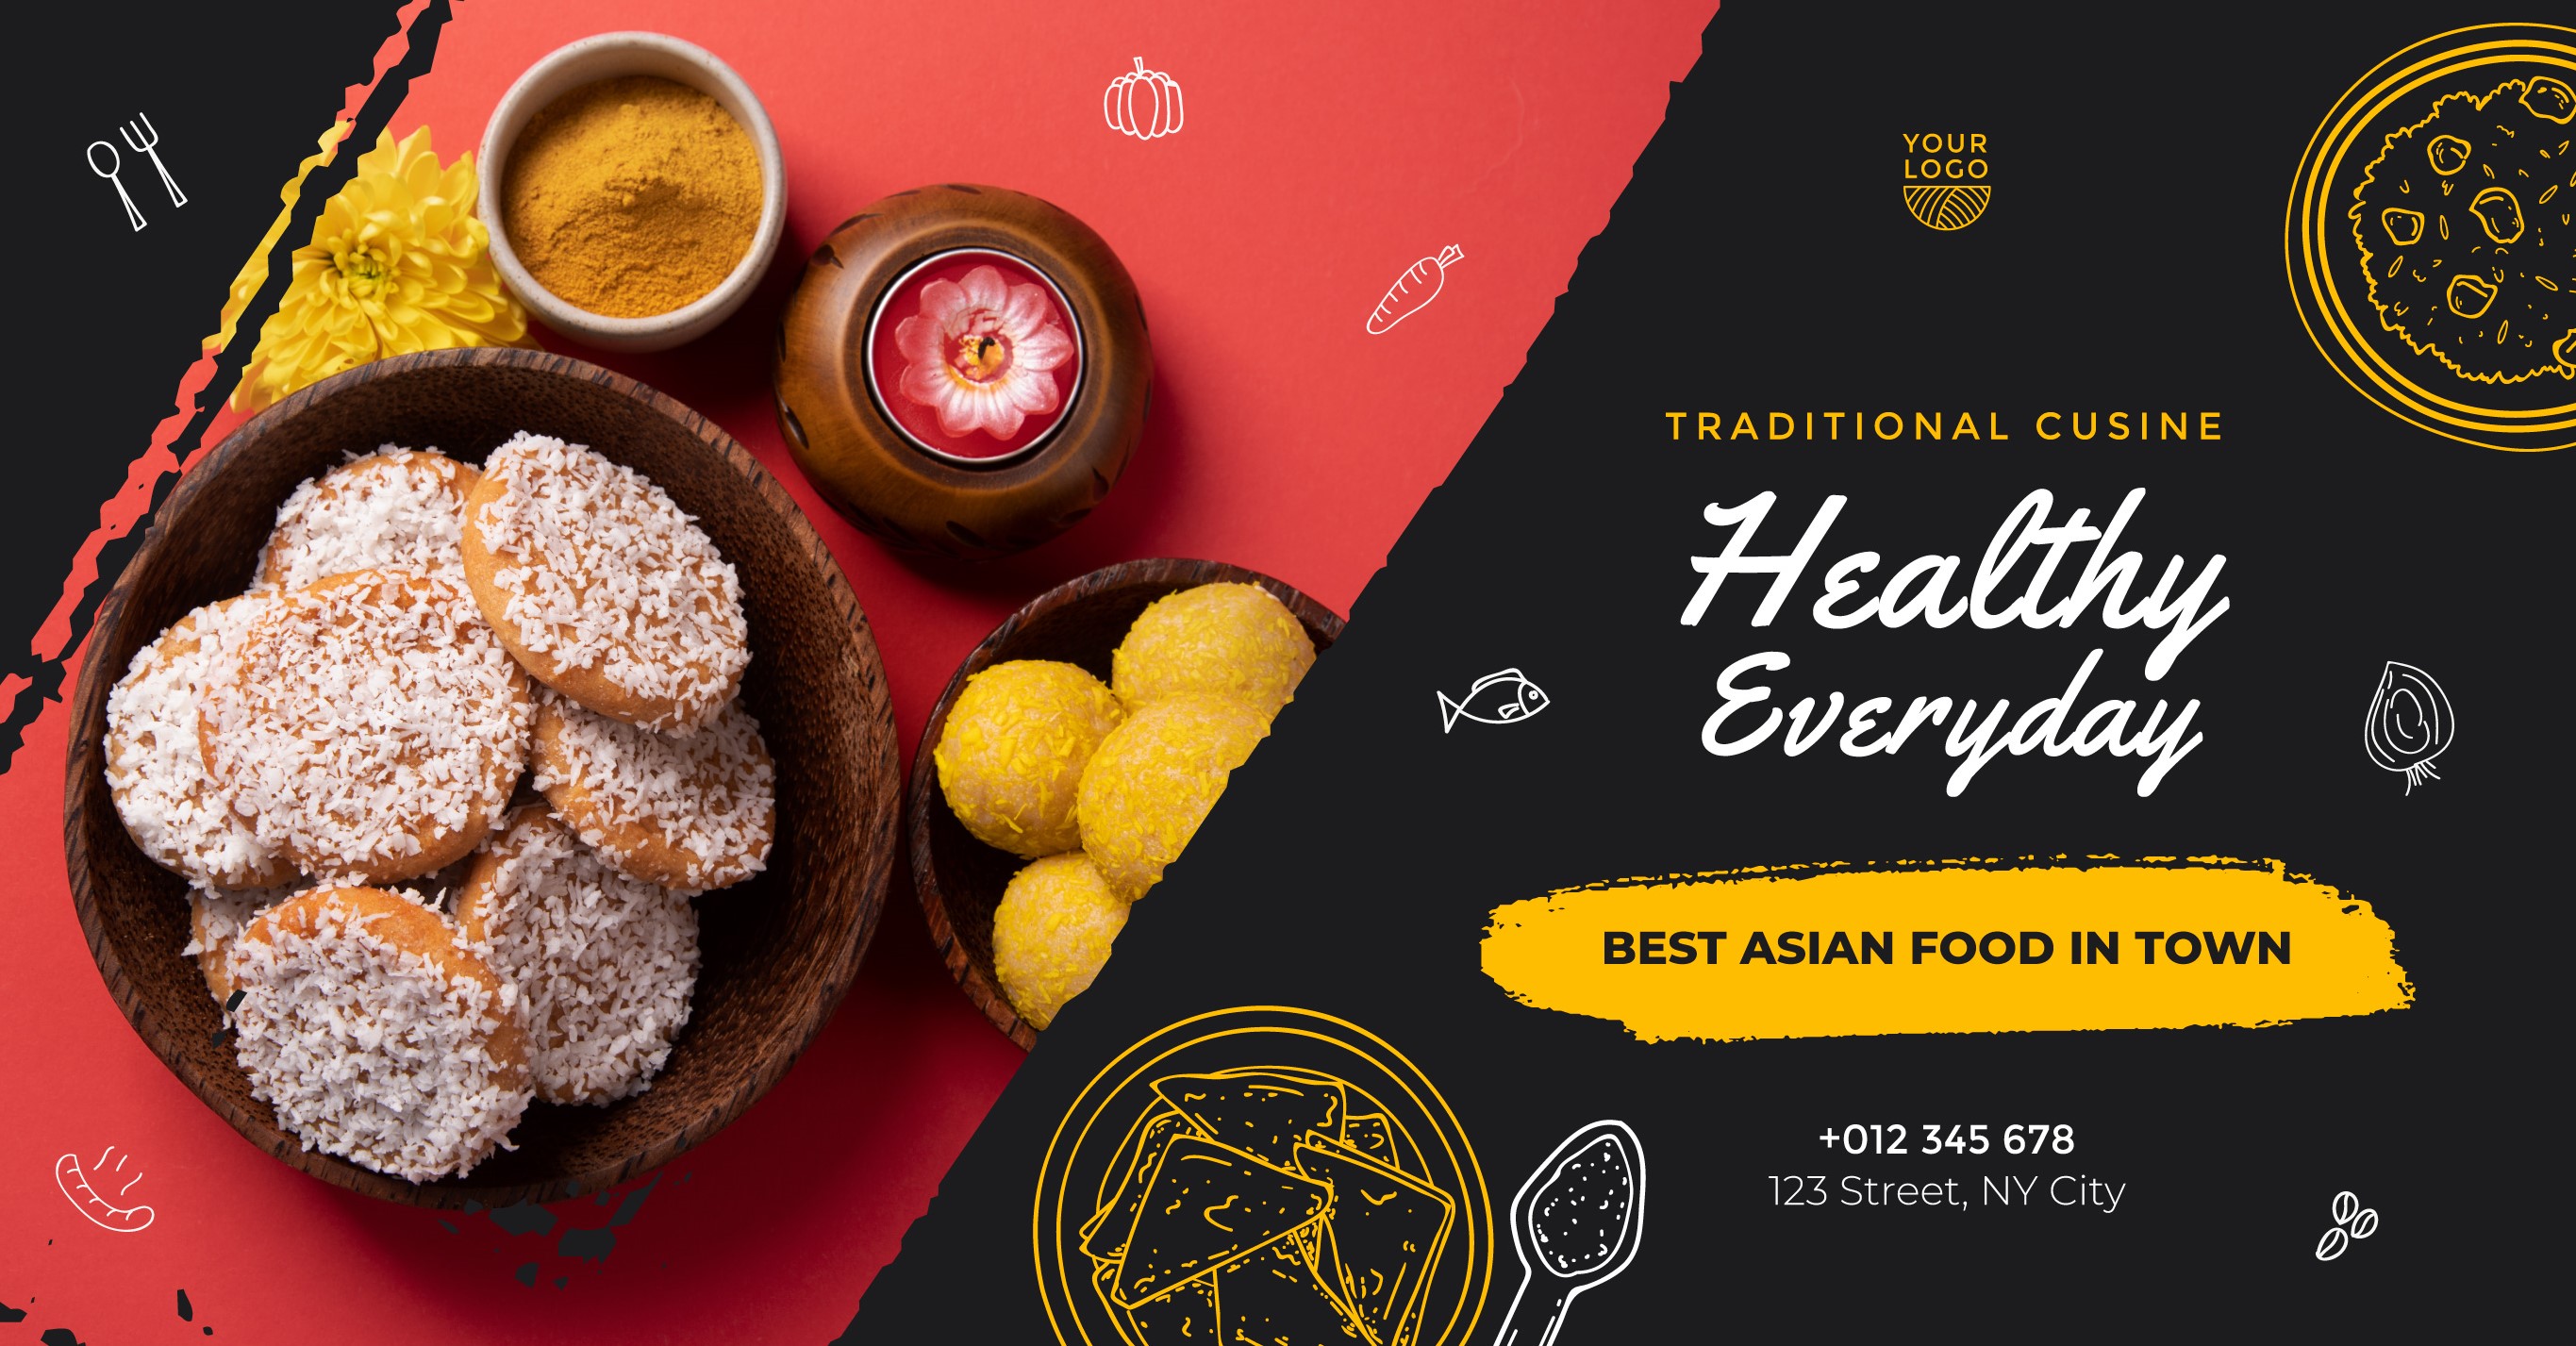 YOUR
LOGO
TRADITIONAL CUSINE
Healthy
Everyday
BEST ASIAN FOOD IN TOWN
+012 345 678
123 Street, NY City